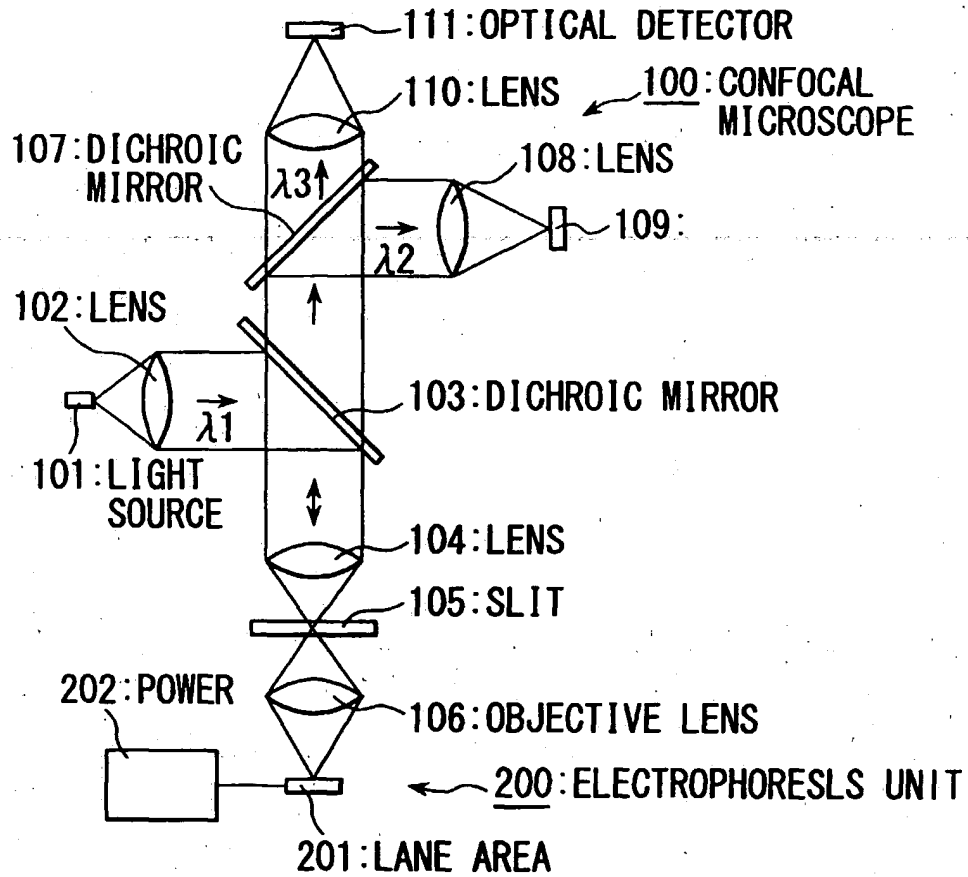 111:OPTICAL DETECTOR
110:LENS
100:CONFOCAL
MICROSCOPE
107:DICHROIC
MIRROR
λ3
108:LENS
109:
λ2
102:LENS
λ1
103:DICHROIC MIRROR
101:LIGHT
SOURCE
104:LENS
105:SLIT
202:POWER
106:OBJECTIVE LENS
200:ELECTROPHORESLS UNIT
201:LANE AREA